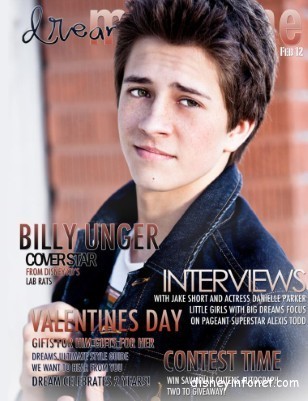 dream magazine
FEB 12
BILLY UNGER
COVER STAR
FROM DISNEY'S
LAB RATS
INTERVIEWS
WITH JAKE SHORT AND ACTRESS DANIELLE PARKER
LITTLE GIRLS WITH BIG DREAMS FOCUS
ON PAGEANT SUPERSTAR ALEXIS TODD
VALENTINES DAY
GIFTS FOR HIM GIFTS FOR HER
DREAMS ULTIMATE STYLE GUIDE
WE WANT TO HEAR FROM YOU
DREAM CELEBRATES 2 YEARS!
CONTEST TIME
WIN
AUTOGRAPH
TWO TO GIVEAWAY!
disneyinfonet.com